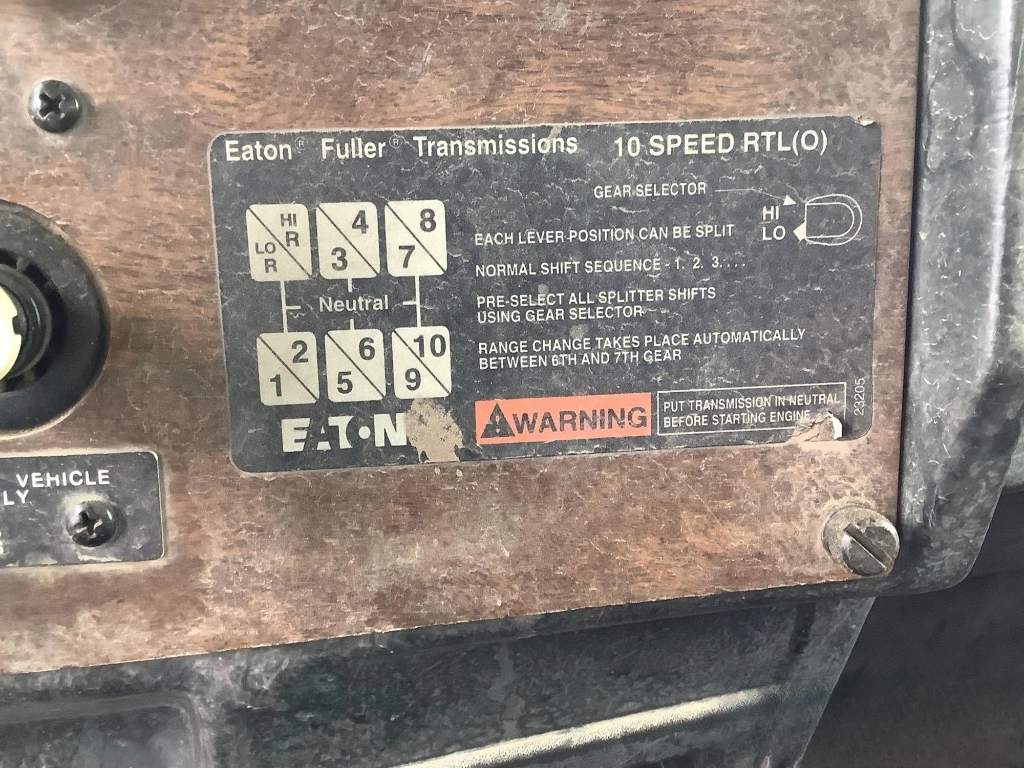 Eaton® Fuller® Transmissions 10 SPEED RTL(O)
GEAR SELECTOR
HI
LO
HI R
LO R
4
3
8
7
Neutral
2
1
6
5
10
9
EACH LEVER POSITION CAN BE SPLIT
NORMAL SHIFT SEQUENCE - 1. 2. 3. . . .
PRE-SELECT ALL SPLITTER SHIFTS
USING GEAR SELECTOR
RANGE CHANGE TAKES PLACE AUTOMATICALLY
BETWEEN 6TH AND 7TH GEAR
EATON
WARNING
PUT TRANSMISSION IN NEUTRAL
BEFORE STARTING ENGINE
23205
VEHICLE
LY